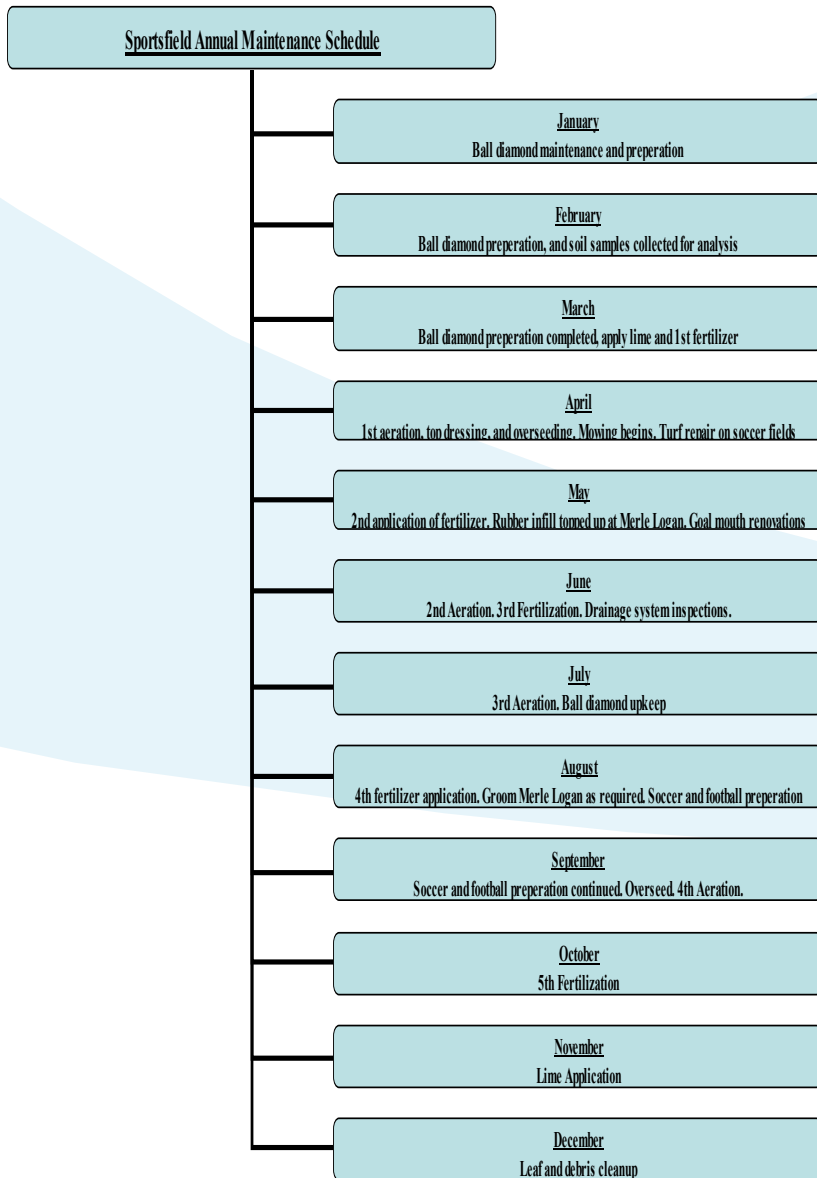 Sportsfield Annual Maintenance Schedule
January
Ball diamond maintenance and preperation
February
Ball diamond preperation, and soil samples collected for analysis
March
Ball diamond preperation completed, apply lime and 1st fertilizer
April
1st aeration, top dressing, and overseeding. Mowing begins. Turf repair on soccer fields
May
2nd application of fertilizer. Rubber infill topped up at Merle Logan. Goal mouth renovations
June
2nd Aeration. 3rd Fertilization. Drainage system inspections.
July
3rd Aeration. Ball diamond upkeep
August
4th fertilizer application. Groom Merle Logan as required. Soccer and football preperation
September
Soccer and football preperation continued. Overseed. 4th Aeration.
October
5th Fertilization
November
Lime Application
December
Leaf and debris cleanup